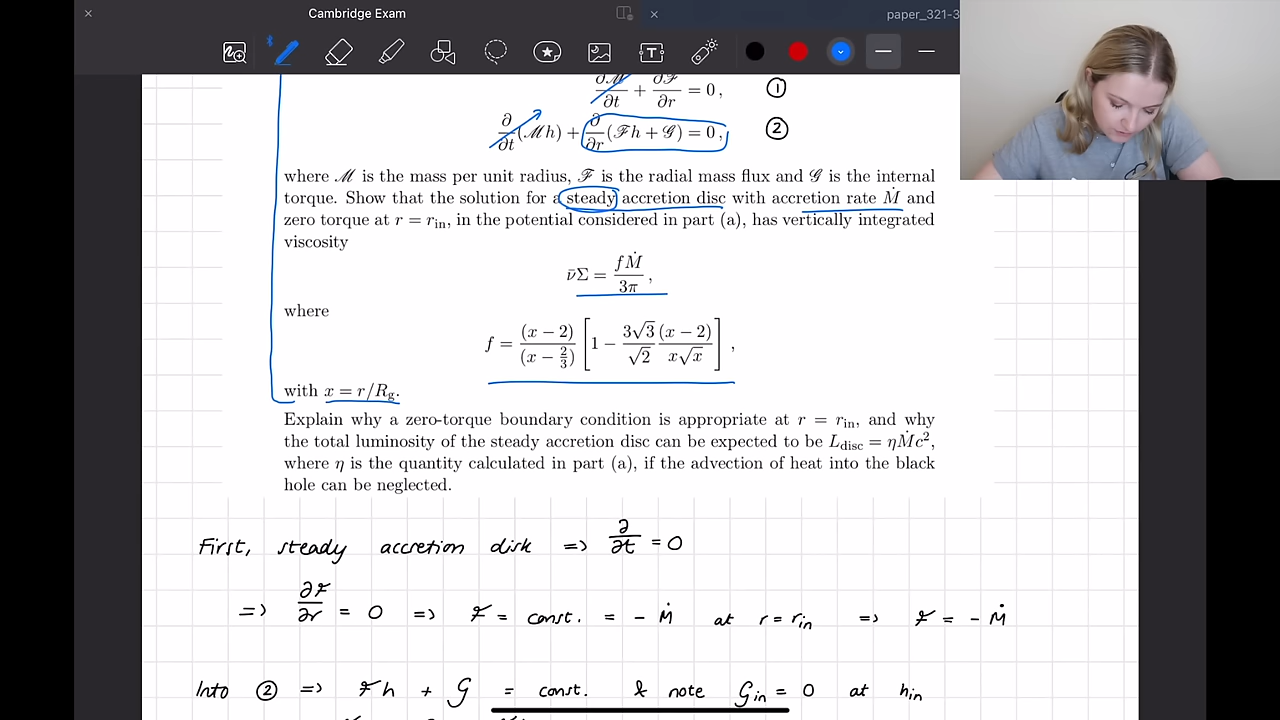 Cambridge Exam
paper_321-3
T
∂ℳ/∂t + ∂ℱ/∂r = 0, ①
∂/∂t(ℳh) + ∂/∂r(ℱh + 𝒢) = 0, ②
where ℳ is the mass per unit radius, ℱ is the radial mass flux and 𝒢 is the internal
torque. Show that the solution for a steady accretion disc with accretion rate Ṁ and
zero torque at r = r_in, in the potential considered in part (a), has vertically integrated
viscosity
ν̄Σ = fṀ/3π,
where
f = (x − 2)/(x − 2/3) [1 − 3√3/√2 (x − 2)/x√x],
with x = r/R_g.
Explain why a zero-torque boundary condition is appropriate at r = r_in, and why
the total luminosity of the steady accretion disc can be expected to be L_disc = ηṀc²,
where η is the quantity calculated in part (a), if the advection of heat into the black
hole can be neglected.
First, steady accretion disk => ∂/∂t = 0
=> ∂ℱ/∂r = 0 => ℱ = const. = − Ṁ at r = r_in => ℱ = − Ṁ
Into ② => ℱh + 𝒢 = const. & note 𝒢_in = 0 at h_in